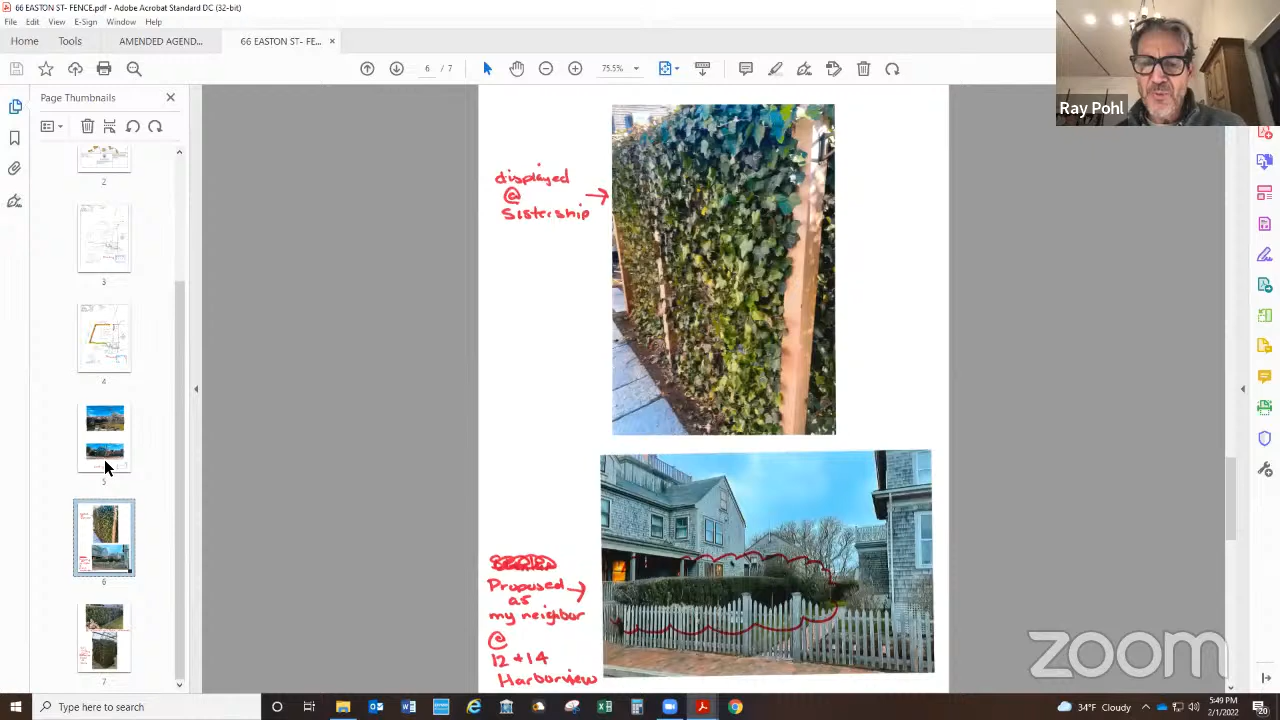 66 EASTON ST- FENCE.pdf - Adobe Acrobat Standard DC (32-bit)
File Edit View E-Sign Window Help
Home Tools AMENDED AGEND... 66 EASTON ST- FE... ×
6 / 7 75.5%
Ray Pohl
Page Thumbnails ×
2
3
4
5
6
7
displayed
@
Sistership
Proposed
as
my neighbor
@
12 + 14
Harborview
zoom
Type here to search
34°F Cloudy
5:49 PM
2/1/2022
20